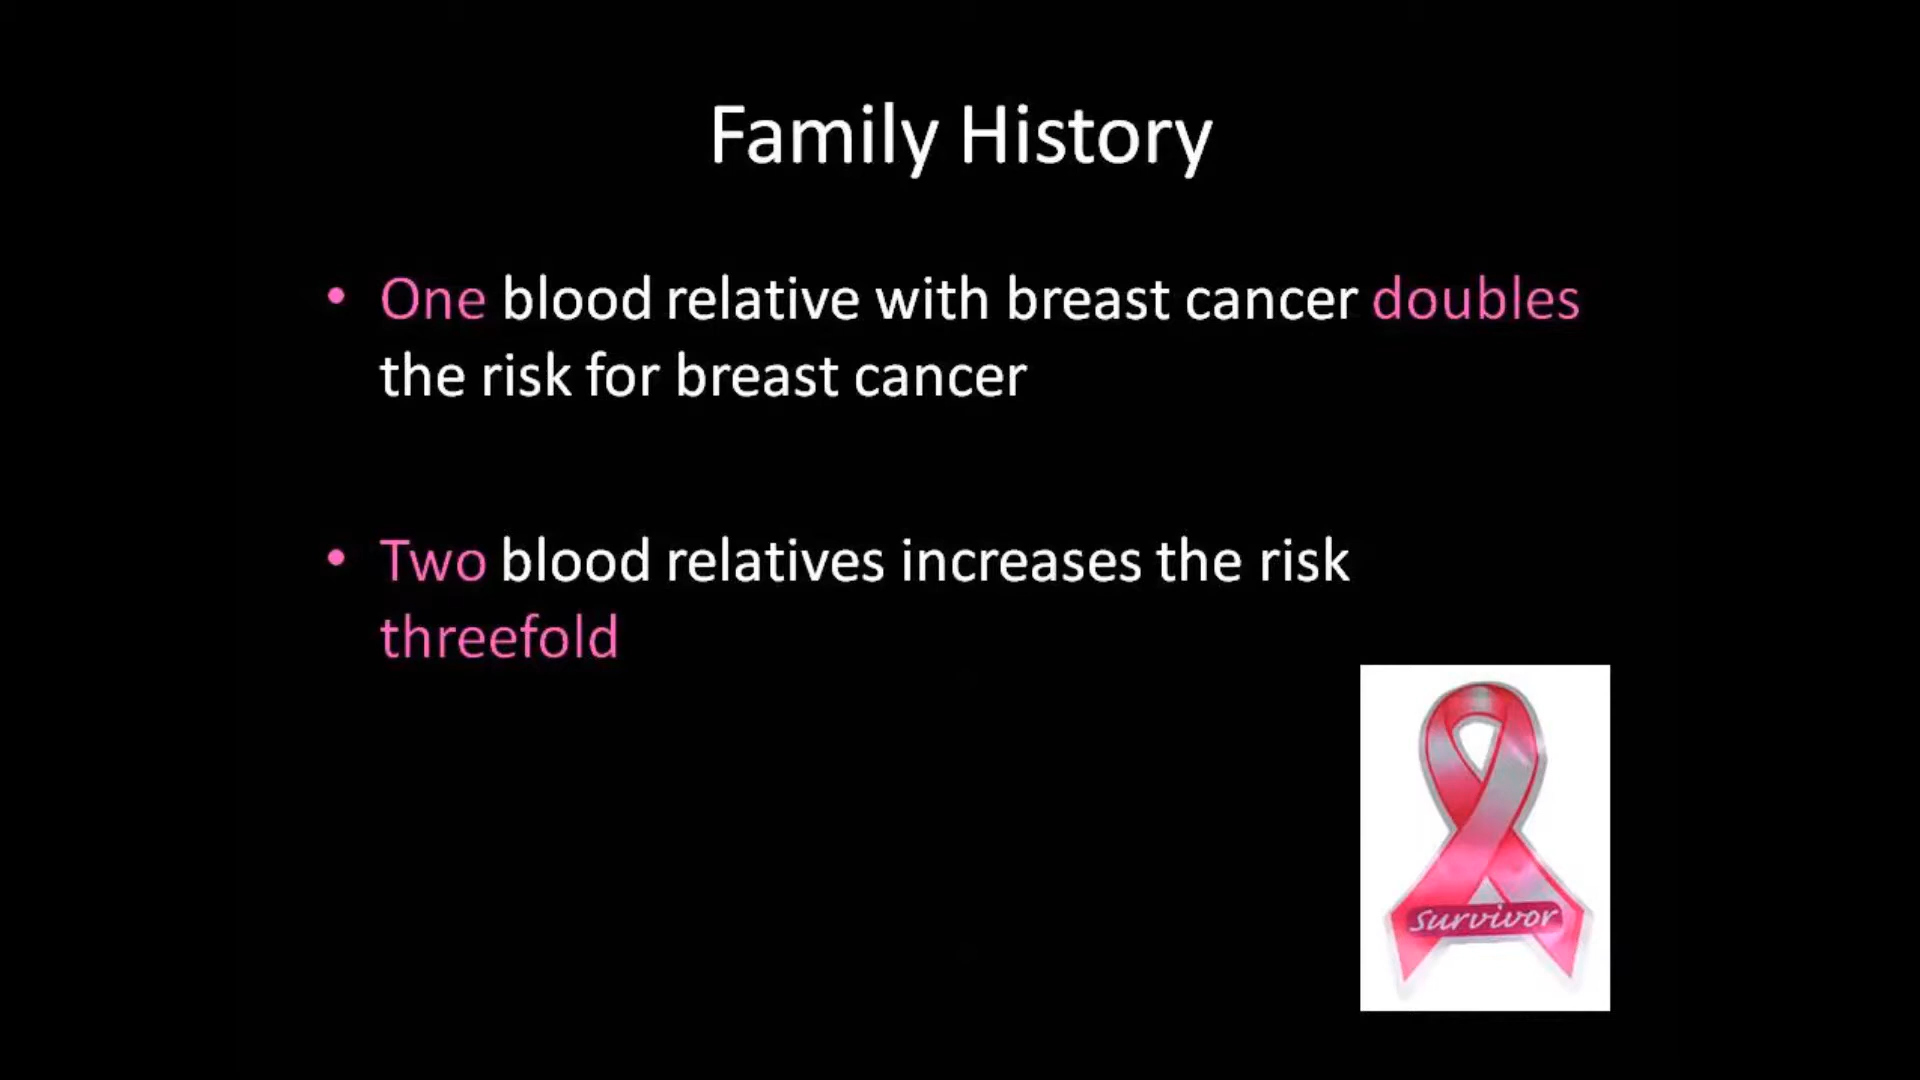 Family History
• One blood relative with breast cancer doubles
the risk for breast cancer
• Two blood relatives increases the risk
threefold
survivor